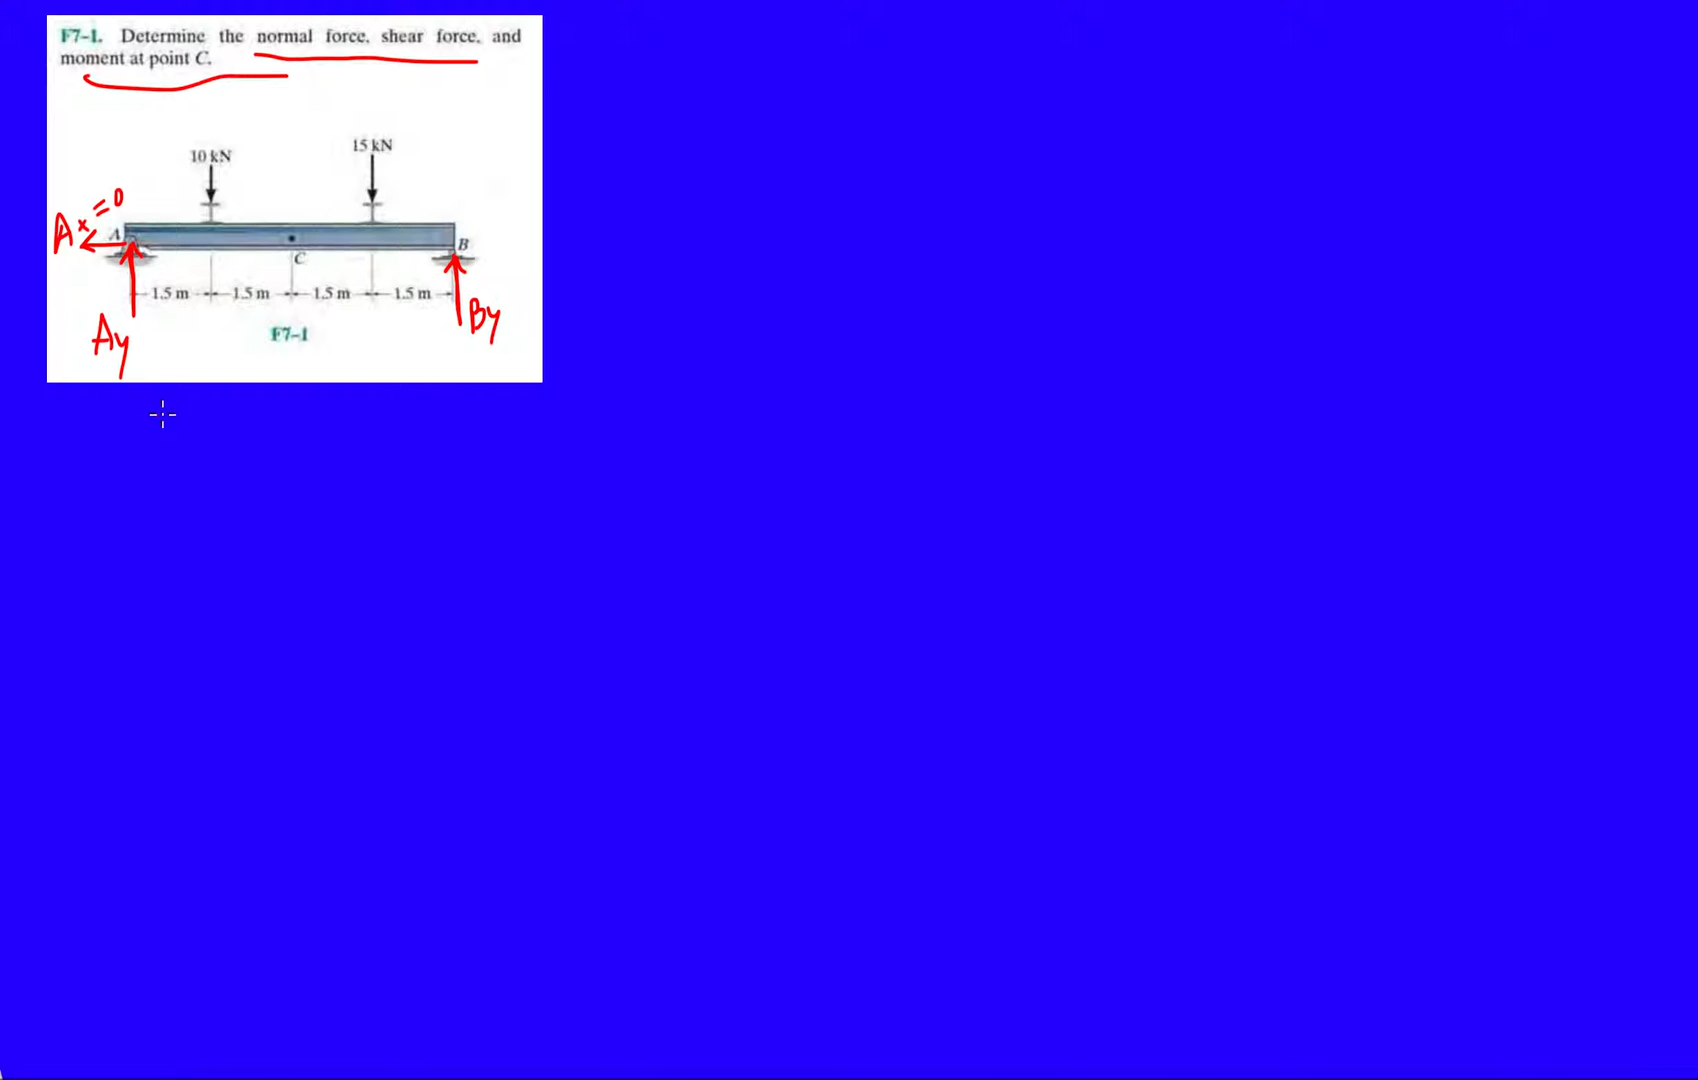 F7–1. Determine the normal force, shear force, and
moment at point C.
10 kN
15 kN
Ax =0
A
B
C
1.5 m
1.5 m
1.5 m
1.5 m
Ay
By
F7–1